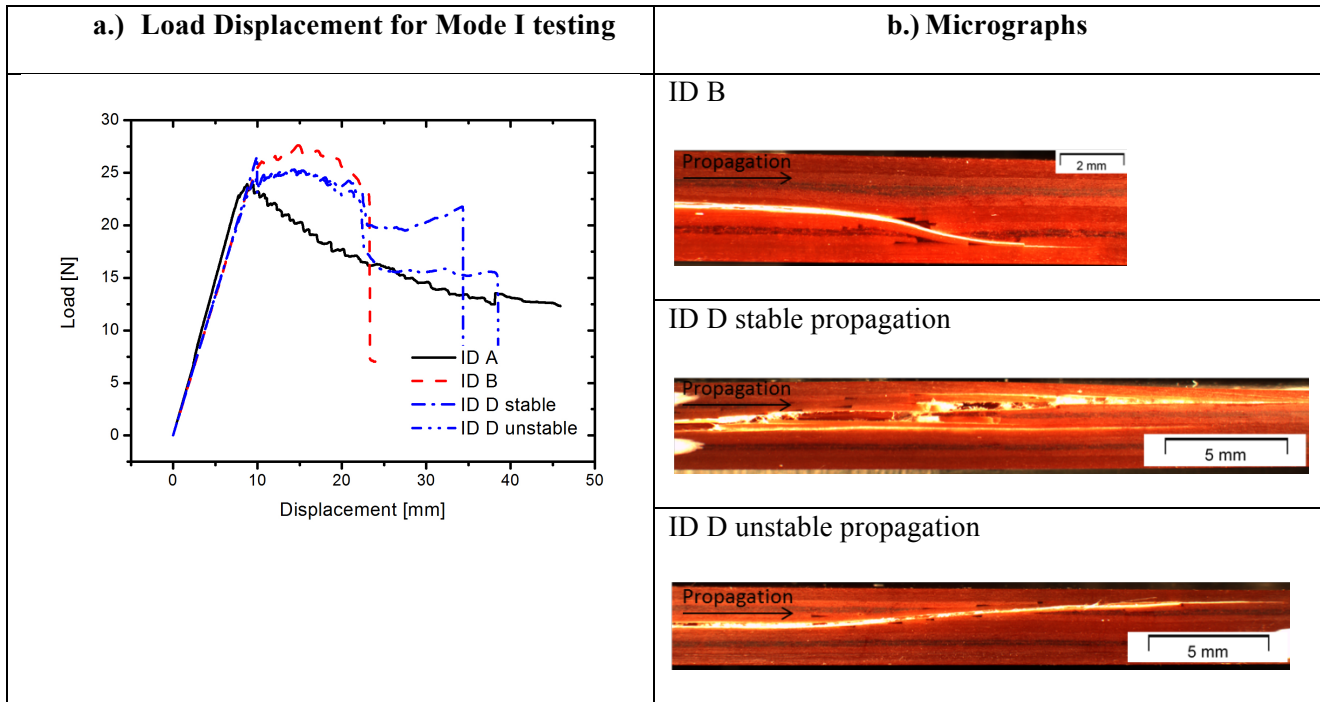 a.) Load Displacement for Mode I testing
b.) Micrographs
30
25
20
15
10
5
0
Load [N]
0 10 20 30 40 50
Displacement [mm]
ID A
ID B
ID D stable
ID D unstable
ID B
Propagation
2 mm
ID D stable propagation
Propagation
5 mm
ID D unstable propagation
Propagation
5 mm